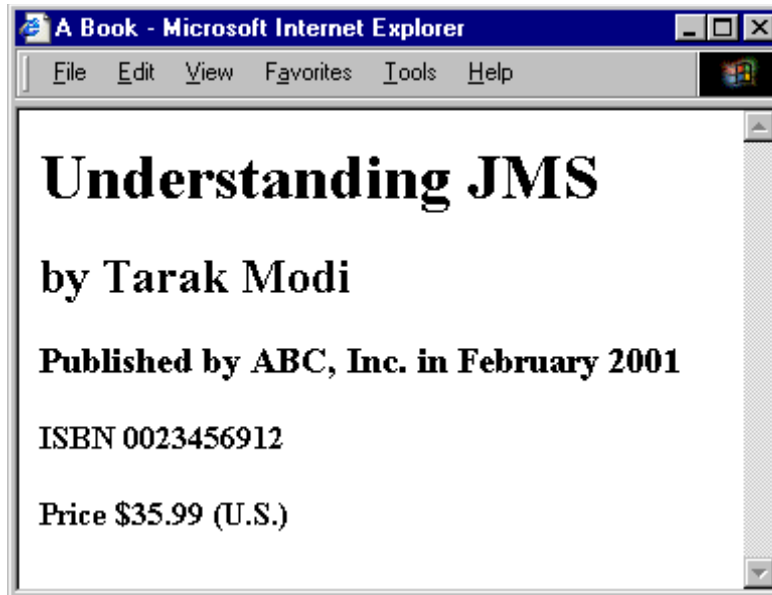 A Book - Microsoft Internet Explorer
File Edit View Favorites Tools Help
Understanding JMS
by Tarak Modi
Published by ABC, Inc. in February 2001
ISBN 0023456912
Price $35.99 (U.S.)